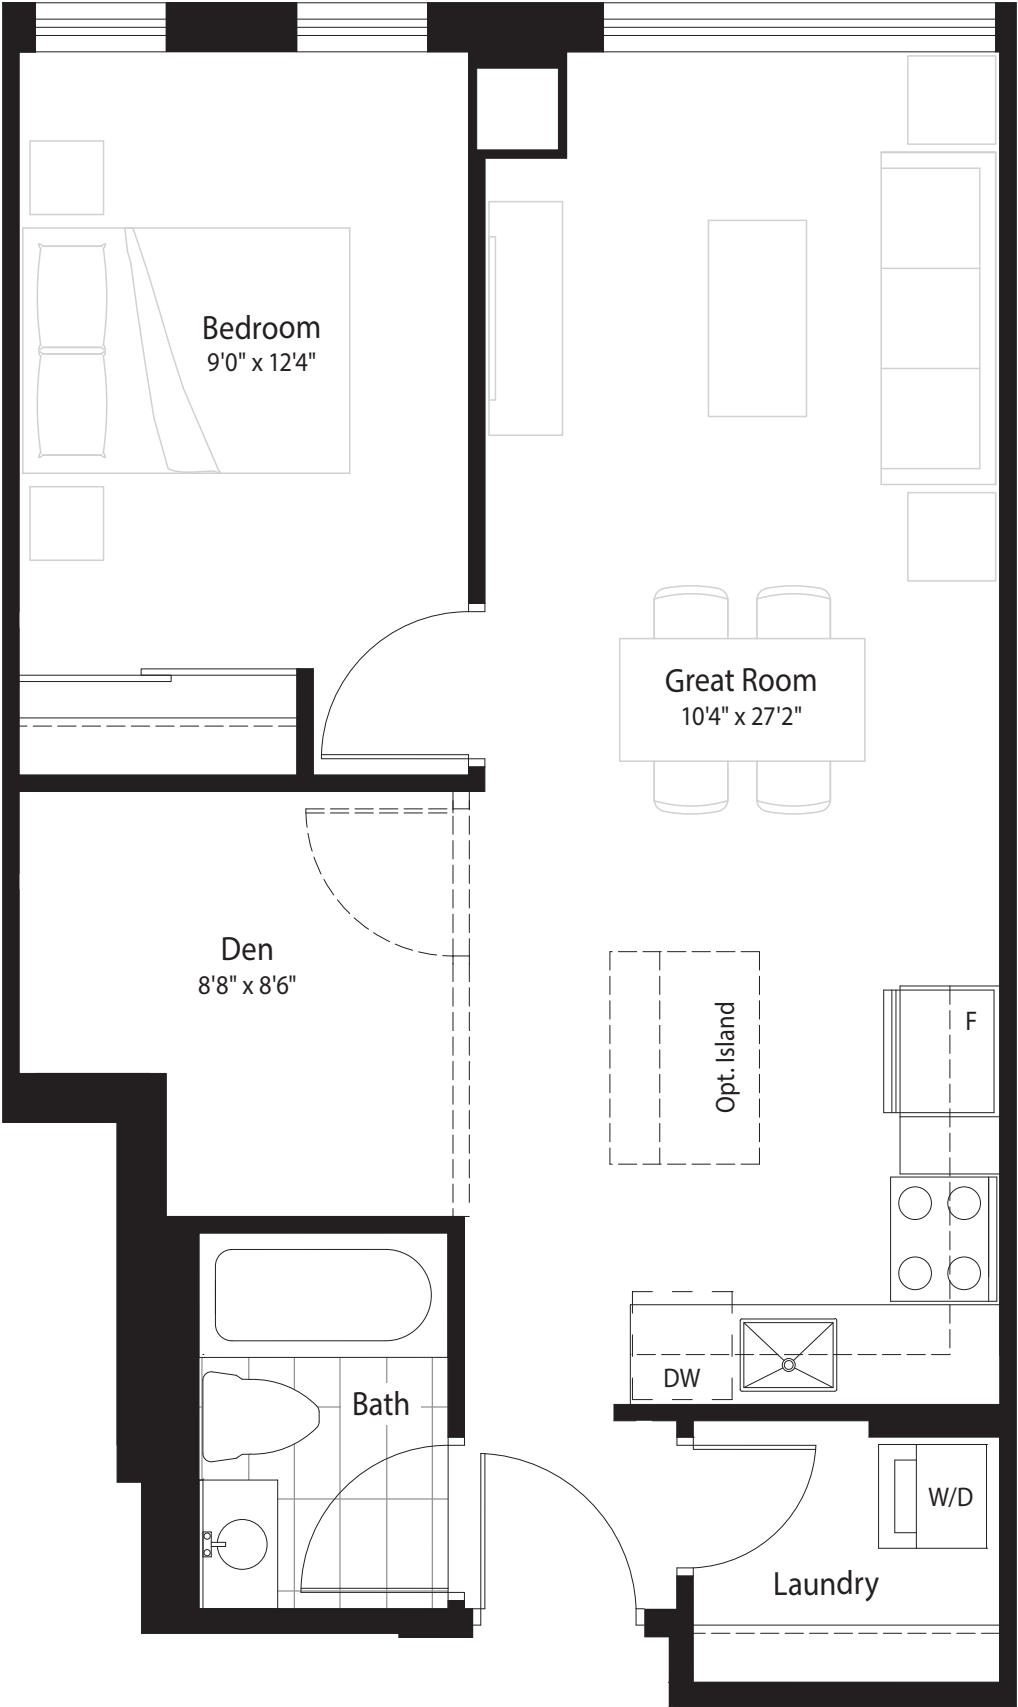 Bedroom
9'0" x 12'4"
Great Room
10'4" x 27'2"
Den
8'8" x 8'6"
Opt. Island
F
DW
Bath
W/D
Laundry